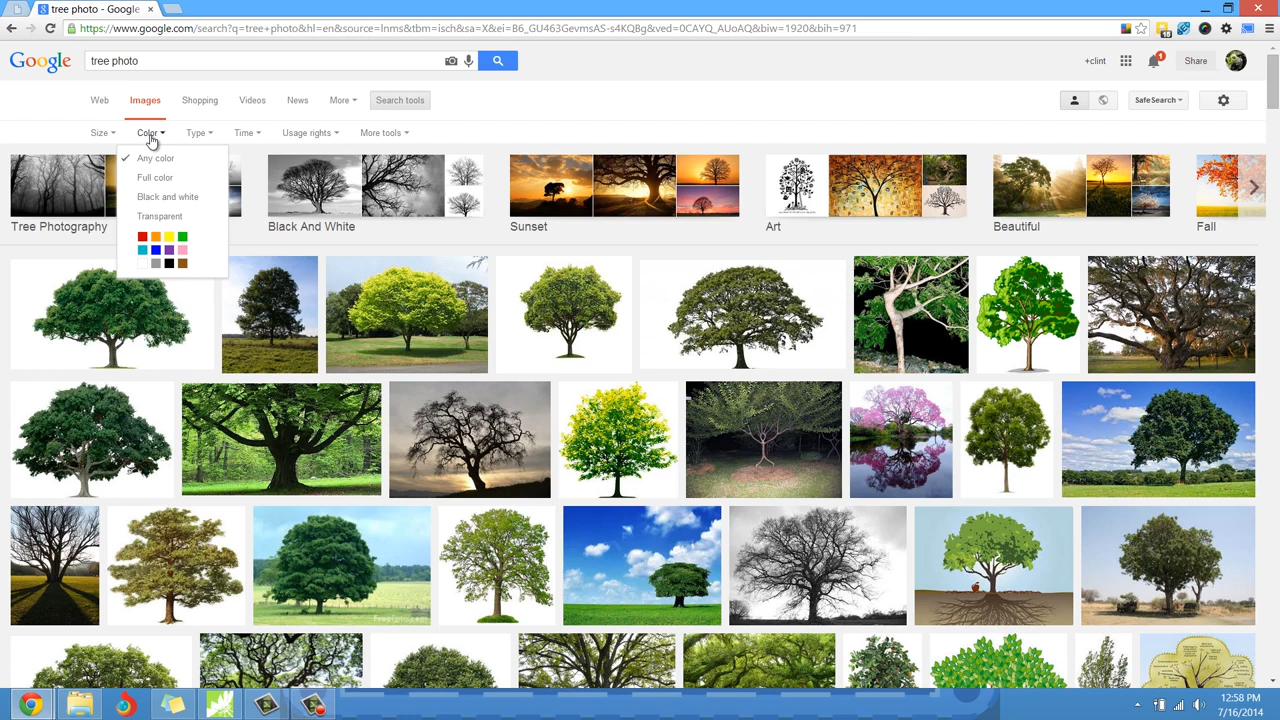 tree photo - Google
https://www.google.com/search?q=tree+photo&hl=en&source=lnms&tbm=isch&sa=X&ei=B6_GU463GevmsAS-s4KQBg&ved=0CAYQ_AUoAQ&biw=1920&bih=971
15
Google
tree photo
+clint
1
Share
Web
Images
Shopping
Videos
News
More
Search tools
SafeSearch
Size
Color
Type
Time
Usage rights
More tools
Any color
Full color
Black and white
Transparent
Tree Photography
Black And White
Sunset
Art
Beautiful
Fall
12:58 PM
7/16/2014